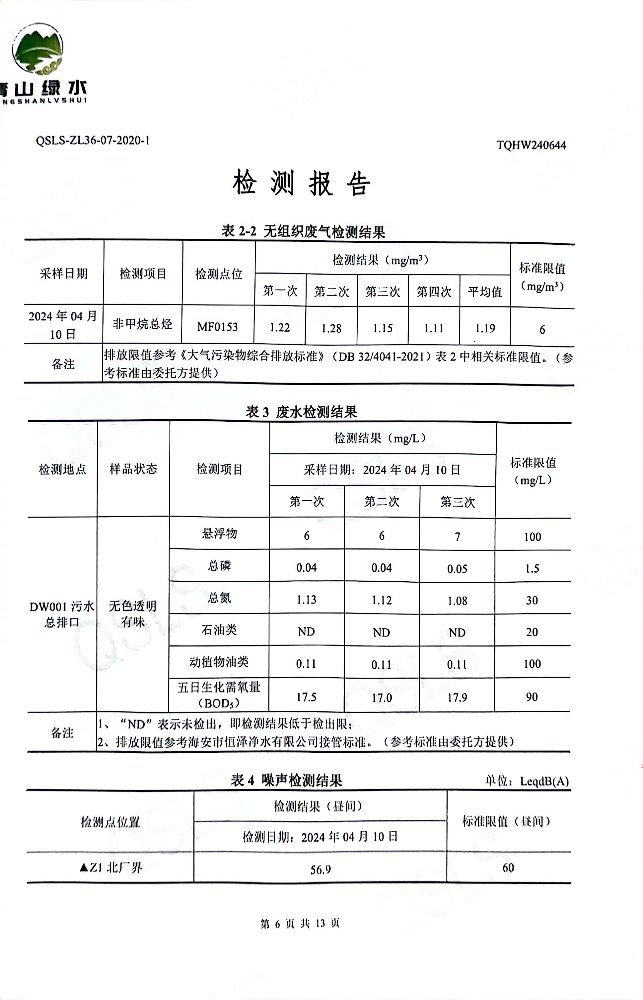 青山绿水
NGSHANLVSHUI
QSLS-ZL36-07-2020-1
TQHW240644
检测报告
表 2-2 无组织废气检测结果
采样日期 检测项目 检测点位 检测结果（mg/m³） 标准限值（mg/m³）
第一次 第二次 第三次 第四次 平均值
2024 年 04 月 10 日 非甲烷总烃 MF0153 1.22 1.28 1.15 1.11 1.19 6
备注 排放限值参考《大气污染物综合排放标准》（DB 32/4041-2021）表 2 中相关标准限值。（参
考标准由委托方提供）
表 3 废水检测结果
检测地点 样品状态 检测项目 检测结果（mg/L） 标准限值（mg/L）
采样日期：2024 年 04 月 10 日
第一次 第二次 第三次
DW001 污水总排口 无色透明有味
悬浮物 6 6 7 100
总磷 0.04 0.04 0.05 1.5
总氮 1.13 1.12 1.08 30
石油类 ND ND ND 20
动植物油类 0.11 0.11 0.11 100
五日生化需氧量（BOD₅） 17.5 17.0 17.9 90
备注 1、“ND”表示未检出，即检测结果低于检出限；
2、排放限值参考海安市恒泽净水有限公司接管标准。（参考标准由委托方提供）
表 4 噪声检测结果 单位：LeqdB(A)
检测点位置 检测结果（昼间） 标准限值（昼间）
检测日期：2024 年 04 月 10 日
▲Z1 北厂界 56.9 60
第 6 页 共 13 页